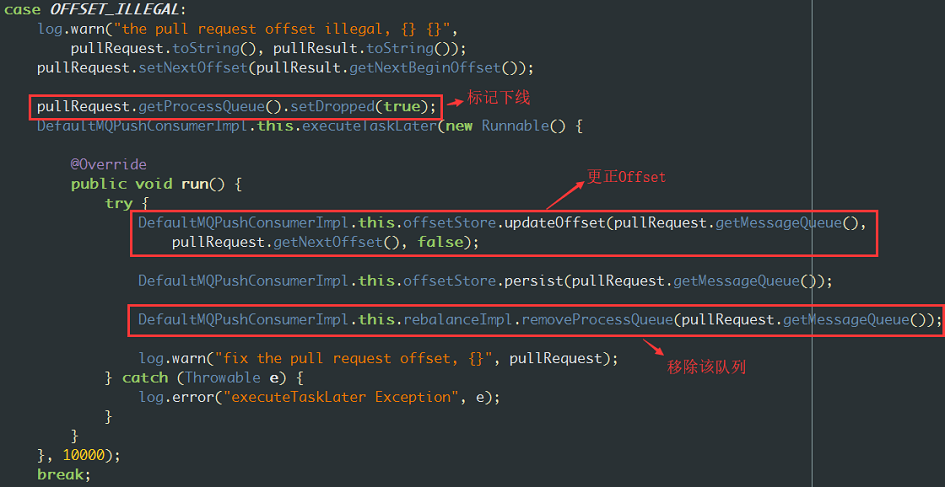 case OFFSET_ILLEGAL:
log.warn("the pull request offset illegal, {} {}",
pullRequest.toString(), pullResult.toString());
pullRequest.setNextOffset(pullResult.getNextBeginOffset());
pullRequest.getProcessQueue().setDropped(true);
标记下线
DefaultMQPushConsumerImpl.this.executeTaskLater(new Runnable() {
@Override
public void run() {
更正Offset
try {
DefaultMQPushConsumerImpl.this.offsetStore.updateOffset(pullRequest.getMessageQueue(),
pullRequest.getNextOffset(), false);
DefaultMQPushConsumerImpl.this.offsetStore.persist(pullRequest.getMessageQueue());
DefaultMQPushConsumerImpl.this.rebalanceImpl.removeProcessQueue(pullRequest.getMessageQueue());
log.warn("fix the pull request offset, {}", pullRequest);
移除该队列
} catch (Throwable e) {
log.error("executeTaskLater Exception", e);
}
}
}, 10000);
break;